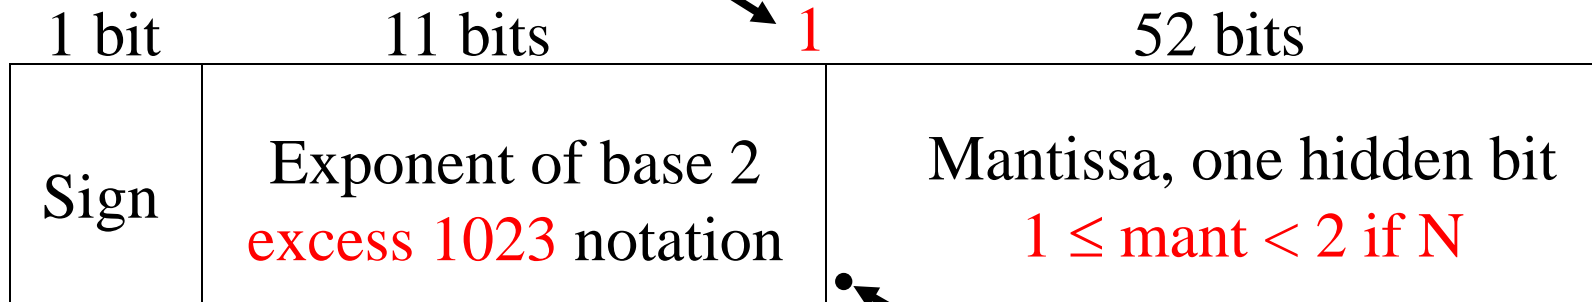 1 bit 11 bits 1 52 bits
Sign
Exponent of base 2
excess 1023 notation
Mantissa, one hidden bit
1 ≤ mant < 2 if N